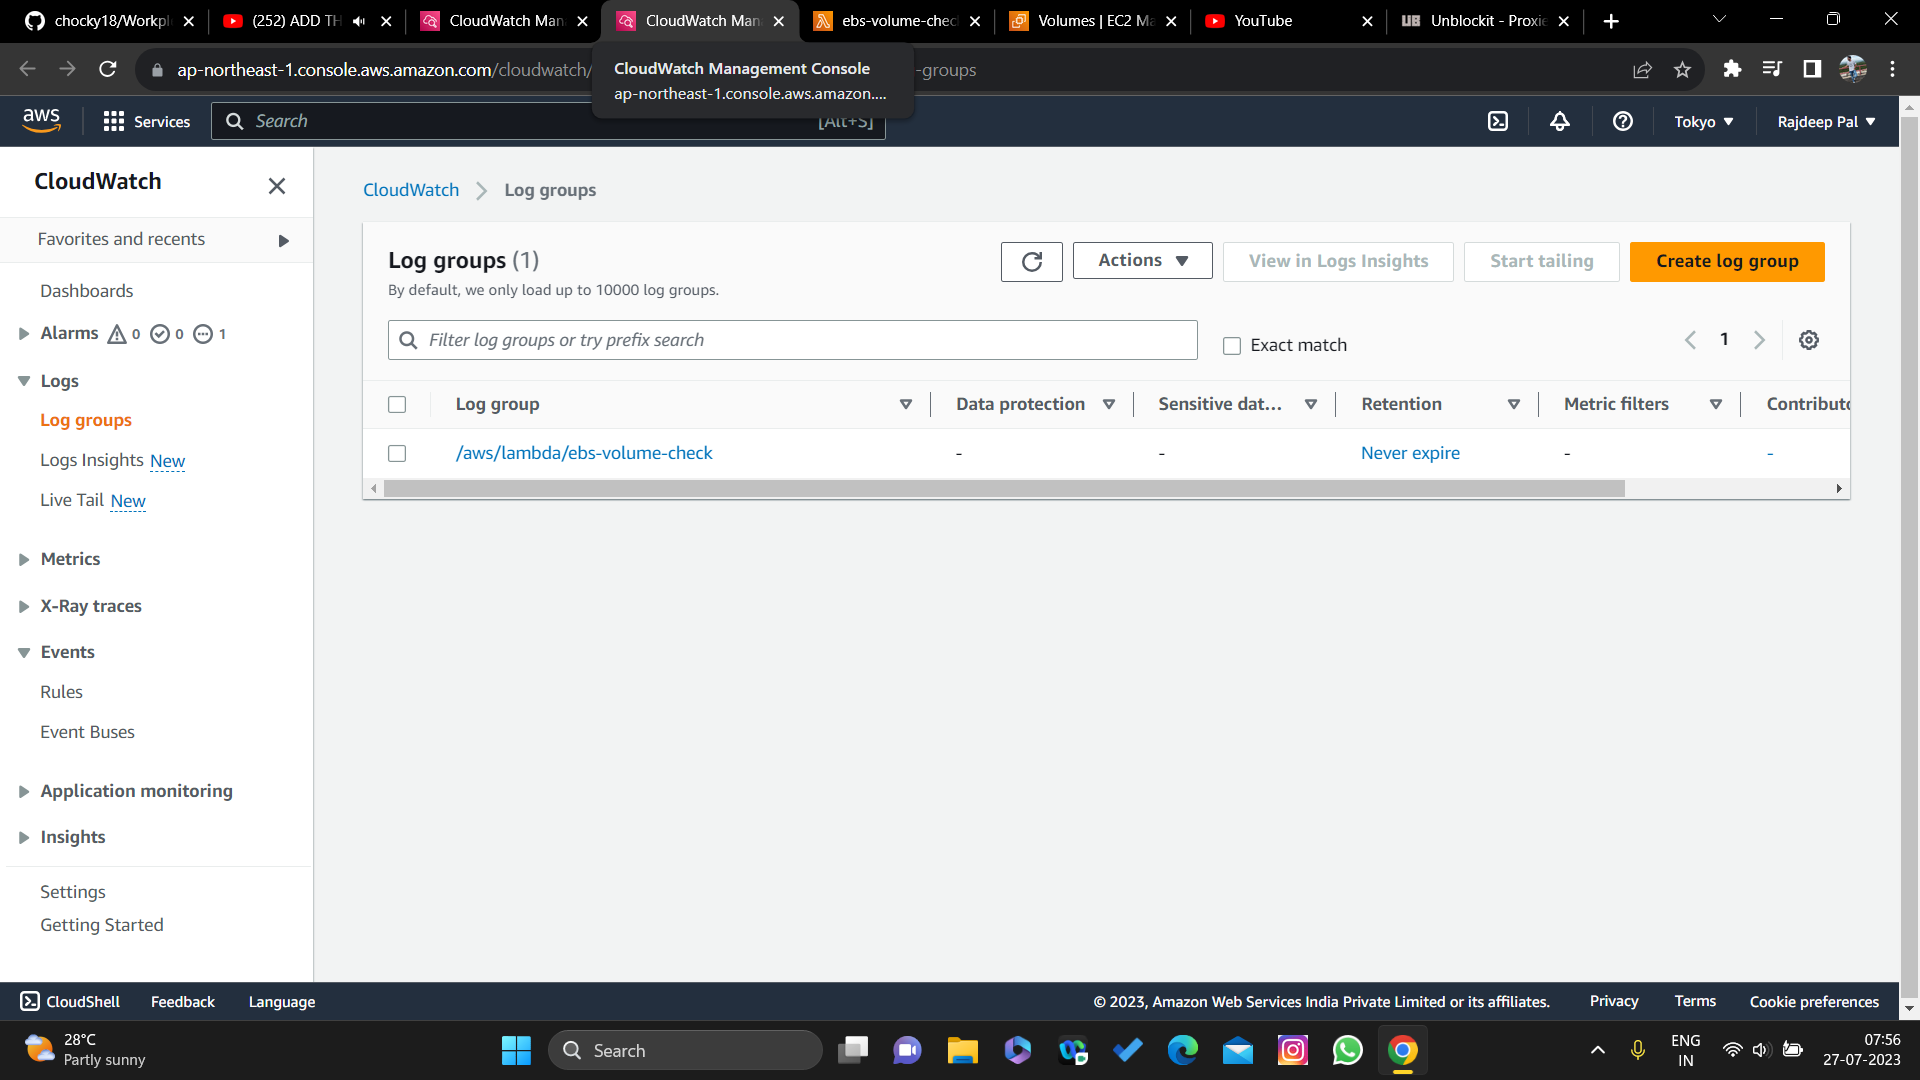 chocky18/Workpl
(252) ADD TH
CloudWatch Man
CloudWatch Man
ebs-volume-chec
Volumes | EC2 Ma
YouTube
UB Unblockit - Proxie
ap-northeast-1.console.aws.amazon.com/cloudwatch/
-groups
CloudWatch Management Console
ap-northeast-1.console.aws.amazon....
aws
Services
Search
[Alt+S]
Tokyo
Rajdeep Pal
CloudWatch
Favorites and recents
Dashboards
Alarms 0 0 1
Logs
Log groups
Logs Insights New
Live Tail New
Metrics
X-Ray traces
Events
Rules
Event Buses
Application monitoring
Insights
Settings
Getting Started
CloudWatch > Log groups
Log groups (1)
By default, we only load up to 10000 log groups.
Actions
View in Logs Insights
Start tailing
Create log group
Filter log groups or try prefix search
Exact match
1
Log group
Data protection
Sensitive dat...
Retention
Metric filters
Contributo
/aws/lambda/ebs-volume-check
-
-
Never expire
-
-
CloudShell
Feedback
Language
© 2023, Amazon Web Services India Private Limited or its affiliates.
Privacy
Terms
Cookie preferences
28°C
Partly sunny
Search
ENG
IN
07:56
27-07-2023